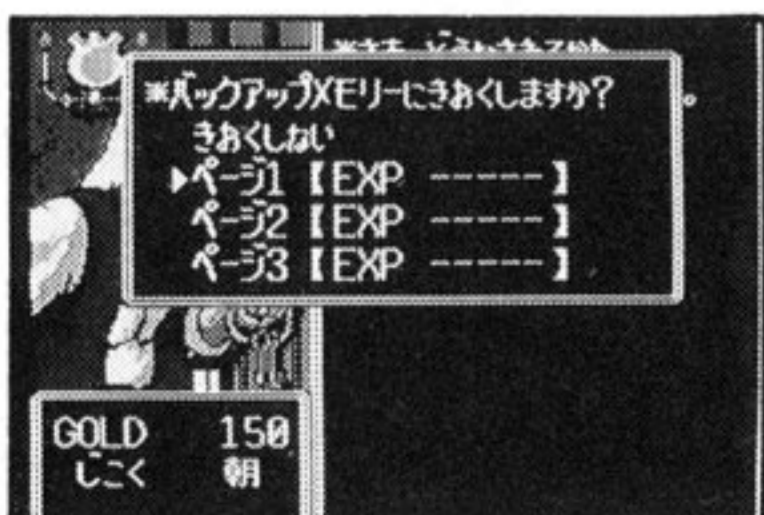 ※バックアップメモリーにきおくしますか?
きおくしない
▶ページ1【EXP -----】
ページ2【EXP -----】
ページ3【EXP -----】
GOLD 150
じこく 朝